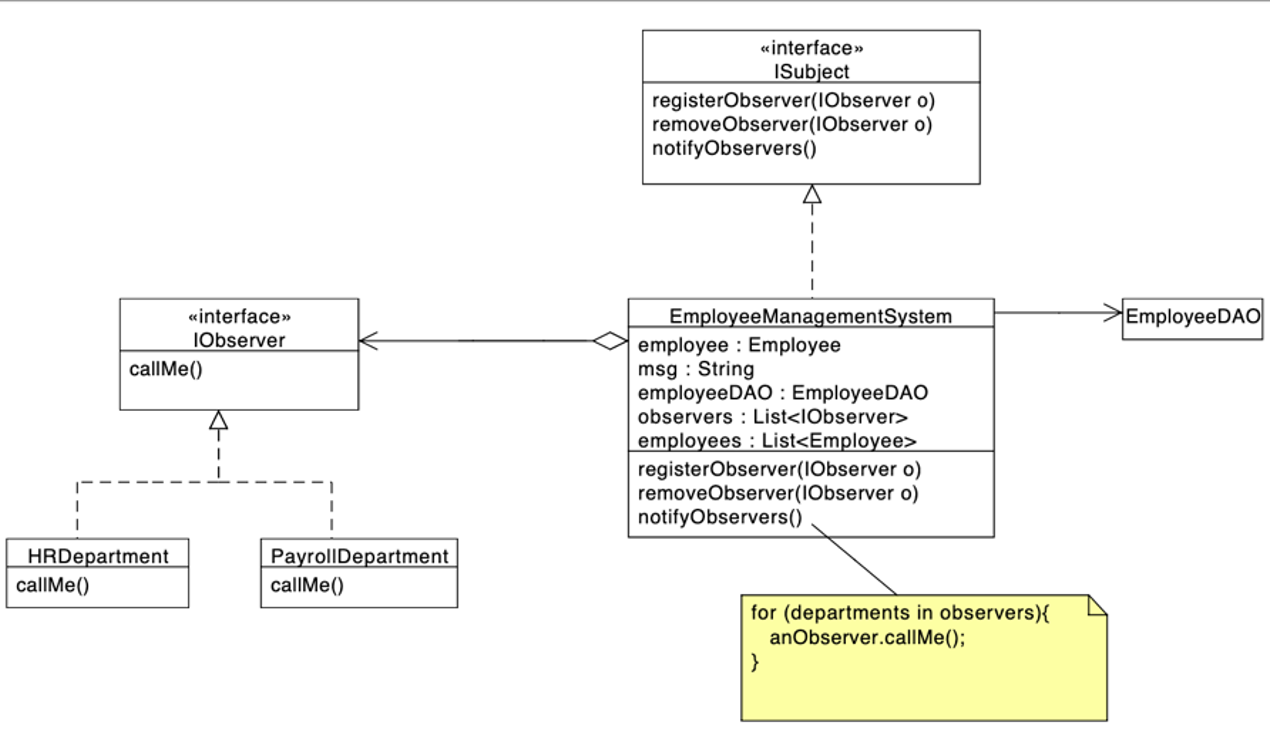 «interface»
ISubject
registerObserver(IObserver o)
removeObserver(IObserver o)
notifyObservers()
«interface»
IObserver
callMe()
EmployeeManagementSystem
employee : Employee
msg : String
employeeDAO : EmployeeDAO
observers : List<IObserver>
employees : List<Employee>
registerObserver(IObserver o)
removeObserver(IObserver o)
notifyObservers()
EmployeeDAO
HRDepartment
callMe()
PayrollDepartment
callMe()
for (departments in observers){
anObserver.callMe();
}